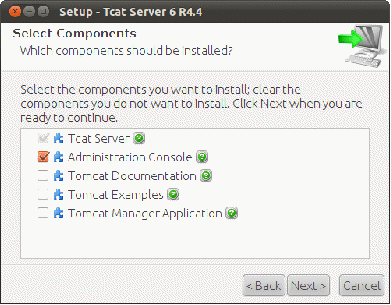 Setup - Tcat Server 6 R4.4
Select Components
Which components should be installed?
Select the components you want to install; clear the
components you do not want to install. Click Next when you are
ready to continue.
Tcat Server
Administration Console
Tomcat Documentation
Tomcat Examples
Tomcat Manager Application
< Back Next > Cancel